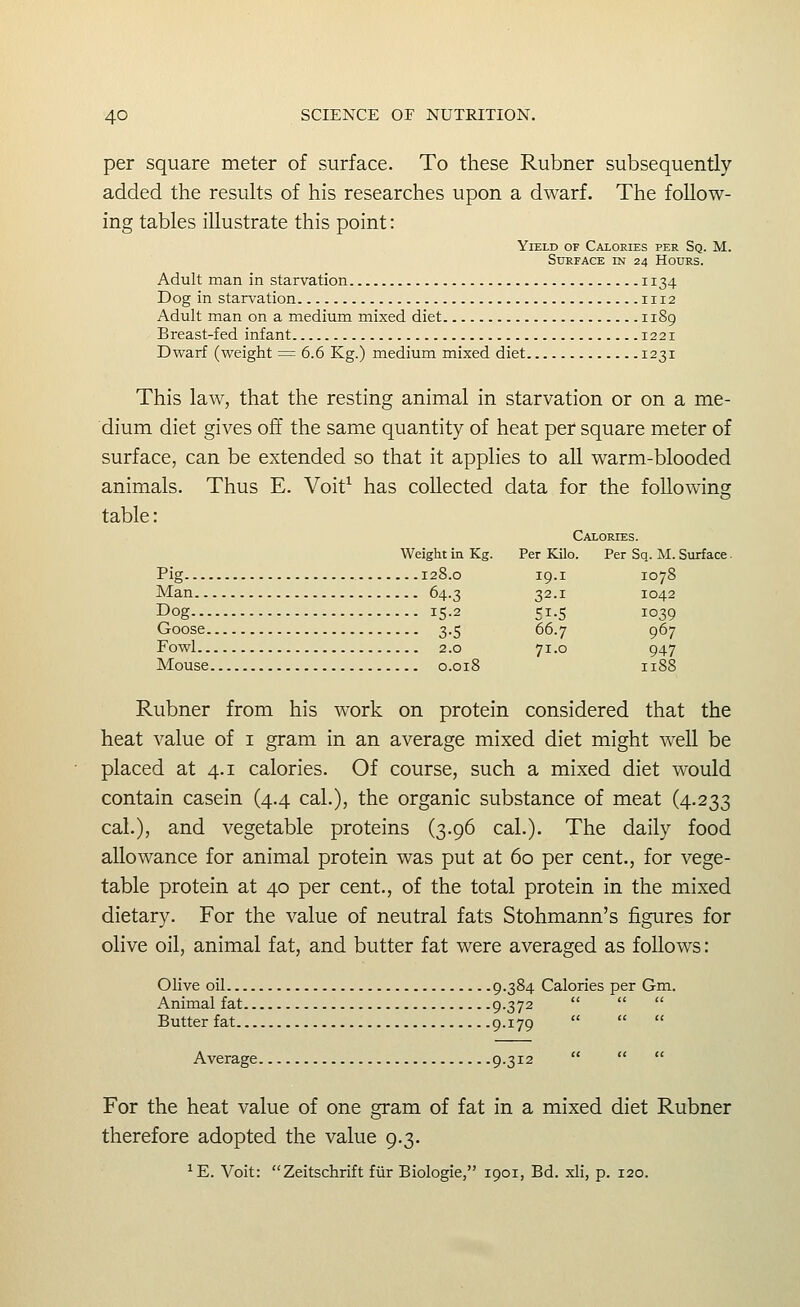 40 SCIENCE OF NUTRITION.
per square meter of surface. To these Rubner subsequently
added the results of his researches upon a dwarf. The follow-
ing tables illustrate this point:
Yield of Calories per Sq. M.
Surface in 24 Hours.
Adult man in starvation 1134
Dog in starvation 1112
Adult man on a medium mixed diet 1189
Breast-fed infant 1221
Dwarf (weight = 6.6 Kg.) medium mixed diet 1231
This law, that the resting animal in starvation or on a me-
dium diet gives off the same quantity of heat per square meter of
surface, can be extended so that it applies to all warm-blooded
animals. Thus E. Voit¹ has collected data for the following
table:
Calories.
Weight in Kg. Per Kilo. Per Sq. M. Surface.
Pig 128.0 19.1 1078
Man 64.3 32.1 1042
Dog 15.2 51.5 1039
Goose 3.5 66.7 967
Fowl 2.0 71.0 947
Mouse 0.018 1188
Rubner from his work on protein considered that the
heat value of 1 gram in an average mixed diet might well be
placed at 4.1 calories. Of course, such a mixed diet would
contain casein (4.4 cal.), the organic substance of meat (4.233
cal.), and vegetable proteins (3.96 cal.). The daily food
allowance for animal protein was put at 60 per cent., for vege-
table protein at 40 per cent., of the total protein in the mixed
dietary. For the value of neutral fats Stohmann's figures for
olive oil, animal fat, and butter fat were averaged as follows:
Olive oil 9.384 Calories per Gm.
Animal fat 9.372 " " "
Butter fat 9.179 " " "
Average 9.312 " " "
For the heat value of one gram of fat in a mixed diet Rubner
therefore adopted the value 9.3.
¹ E. Voit: "Zeitschrift für Biologie," 1901, Bd. xli, p. 120.